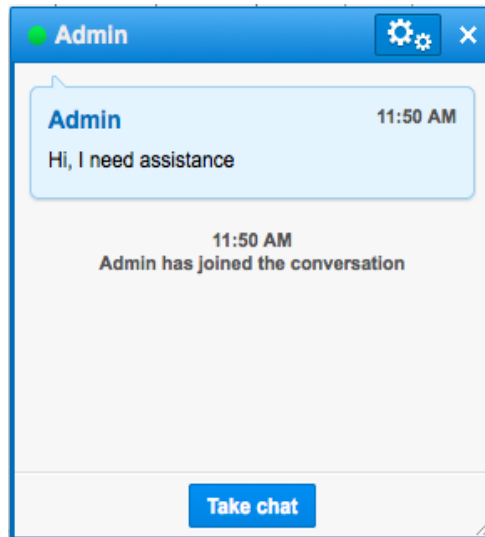 Admin
Admin 11:50 AM
Hi, I need assistance
11:50 AM
Admin has joined the conversation
Take chat